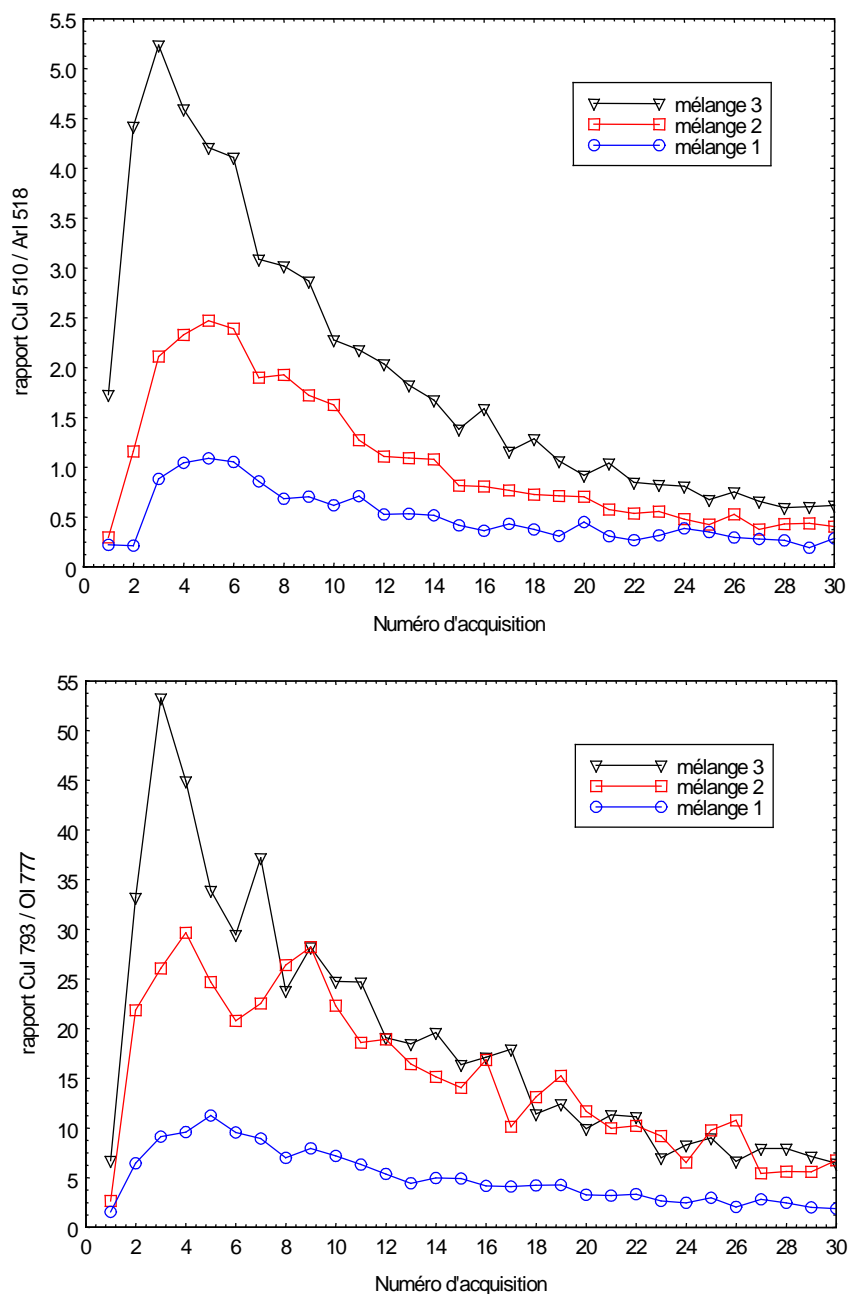 5.5
5.0
4.5
4.0
3.5
3.0
2.5
2.0
1.5
1.0
0.5
0
rapport CuI 510 / ArI 518
mélange 3
mélange 2
mélange 1
0 2 4 6 8 10 12 14 16 18 20 22 24 26 28 30
Numéro d'acquisition
55
50
45
40
35
30
25
20
15
10
5
0
rapport CuI 793 / OI 777
mélange 3
mélange 2
mélange 1
0 2 4 6 8 10 12 14 16 18 20 22 24 26 28 30
Numéro d'acquisition